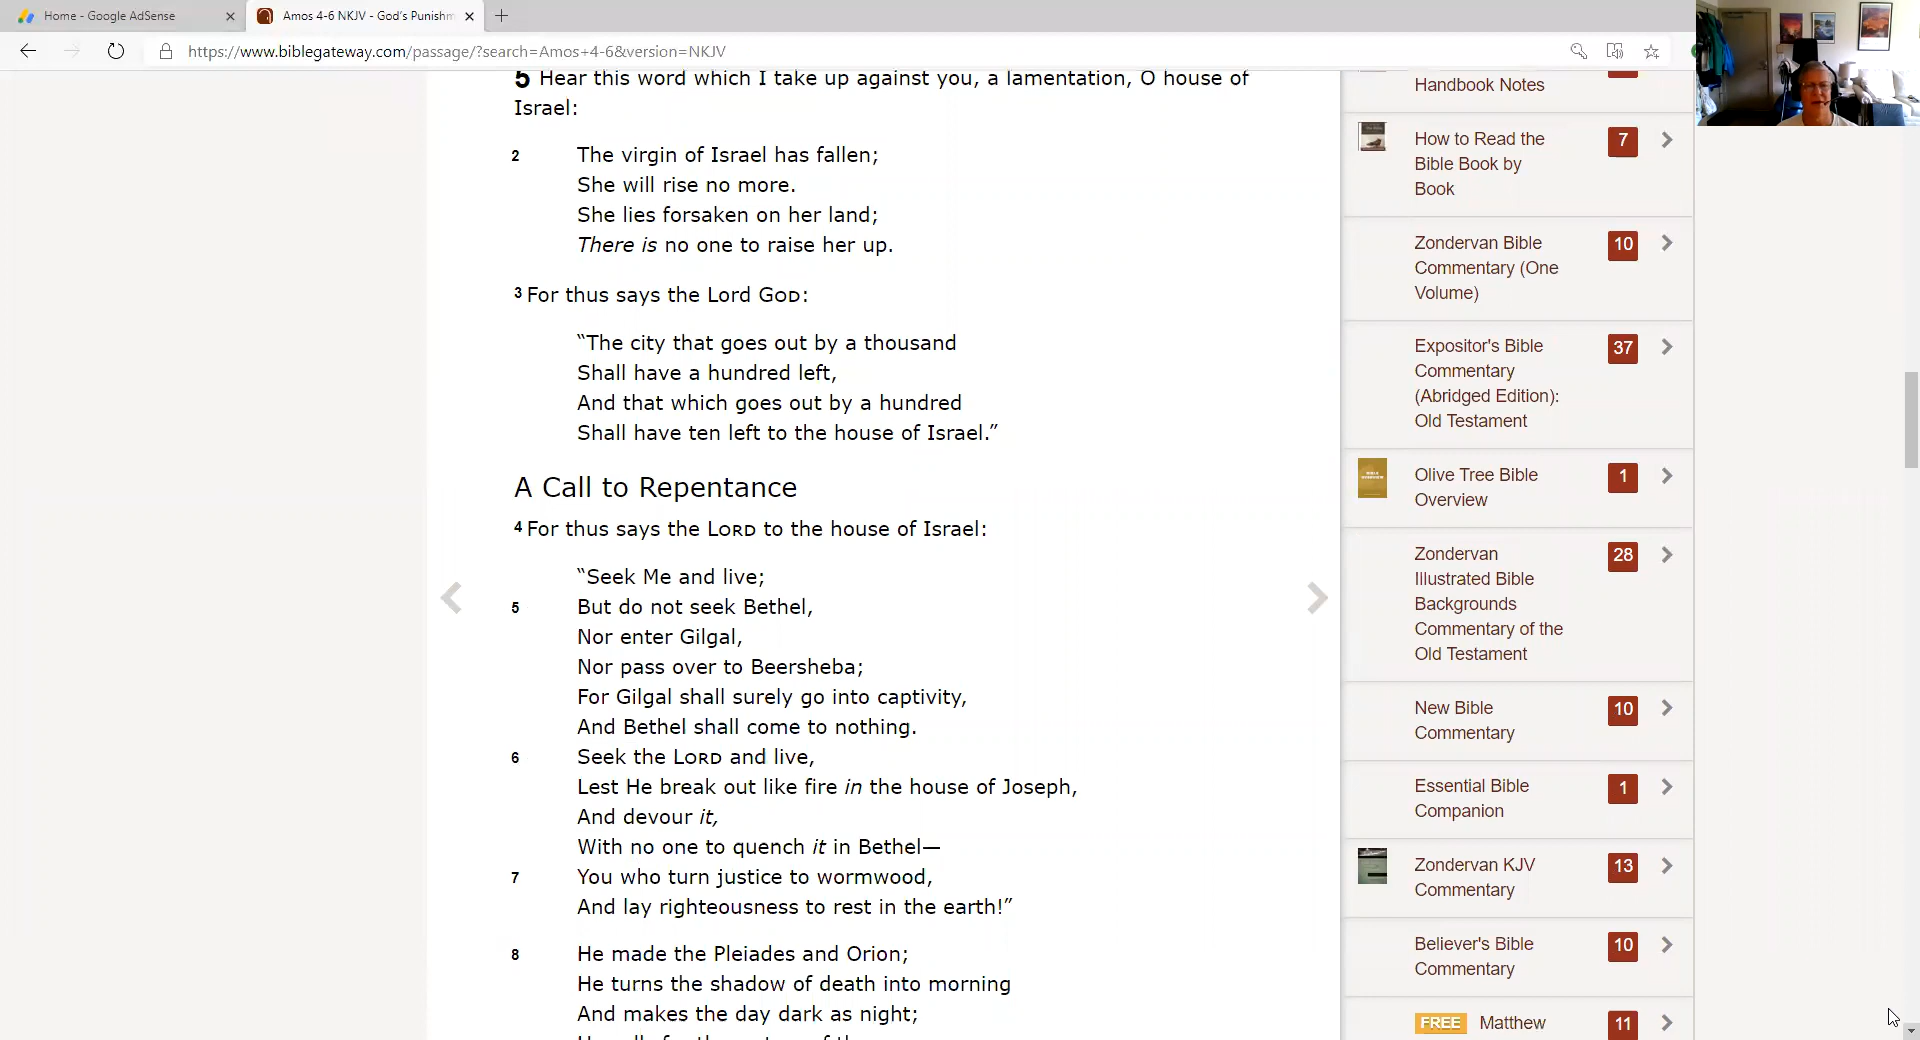 Home - Google AdSense
Amos 4-6 NKJV - God's Punishm
https://www.biblegateway.com/passage/?search=Amos+4-6&version=NKJV
5 Hear this word which I take up against you, a lamentation, O house of
Israel:
2 The virgin of Israel has fallen;
She will rise no more.
She lies forsaken on her land;
There is no one to raise her up.
3 For thus says the Lord GOD:
“The city that goes out by a thousand
Shall have a hundred left,
And that which goes out by a hundred
Shall have ten left to the house of Israel.”
A Call to Repentance
4 For thus says the LORD to the house of Israel:
“Seek Me and live;
5 But do not seek Bethel,
Nor enter Gilgal,
Nor pass over to Beersheba;
For Gilgal shall surely go into captivity,
And Bethel shall come to nothing.
6 Seek the LORD and live,
Lest He break out like fire in the house of Joseph,
And devour it,
With no one to quench it in Bethel—
7 You who turn justice to wormwood,
And lay righteousness to rest in the earth!”
8 He made the Pleiades and Orion;
He turns the shadow of death into morning
And makes the day dark as night;
Handbook Notes
How to Read the 7
Bible Book by
Book
Zondervan Bible 10
Commentary (One
Volume)
Expositor's Bible 37
Commentary
(Abridged Edition):
Old Testament
Olive Tree Bible 1
Overview
Zondervan 28
Illustrated Bible
Backgrounds
Commentary of the
Old Testament
New Bible 10
Commentary
Essential Bible 1
Companion
Zondervan KJV 13
Commentary
Believer's Bible 10
Commentary
FREE Matthew 11